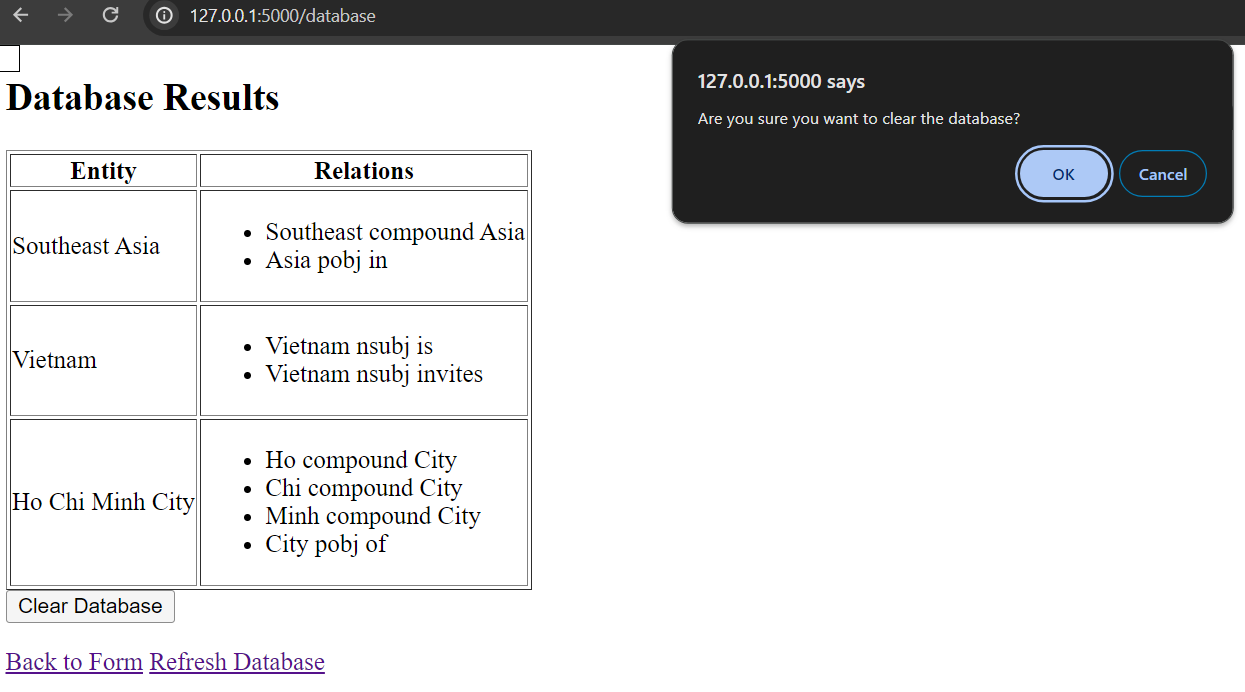 127.0.0.1:5000/database
127.0.0.1:5000 says
Are you sure you want to clear the database?
OK Cancel
Database Results
Entity Relations
Southeast Asia
Southeast compound Asia
Asia pobj in
Vietnam
Vietnam nsubj is
Vietnam nsubj invites
Ho Chi Minh City
Ho compound City
Chi compound City
Minh compound City
City pobj of
Clear Database
Back to Form Refresh Database